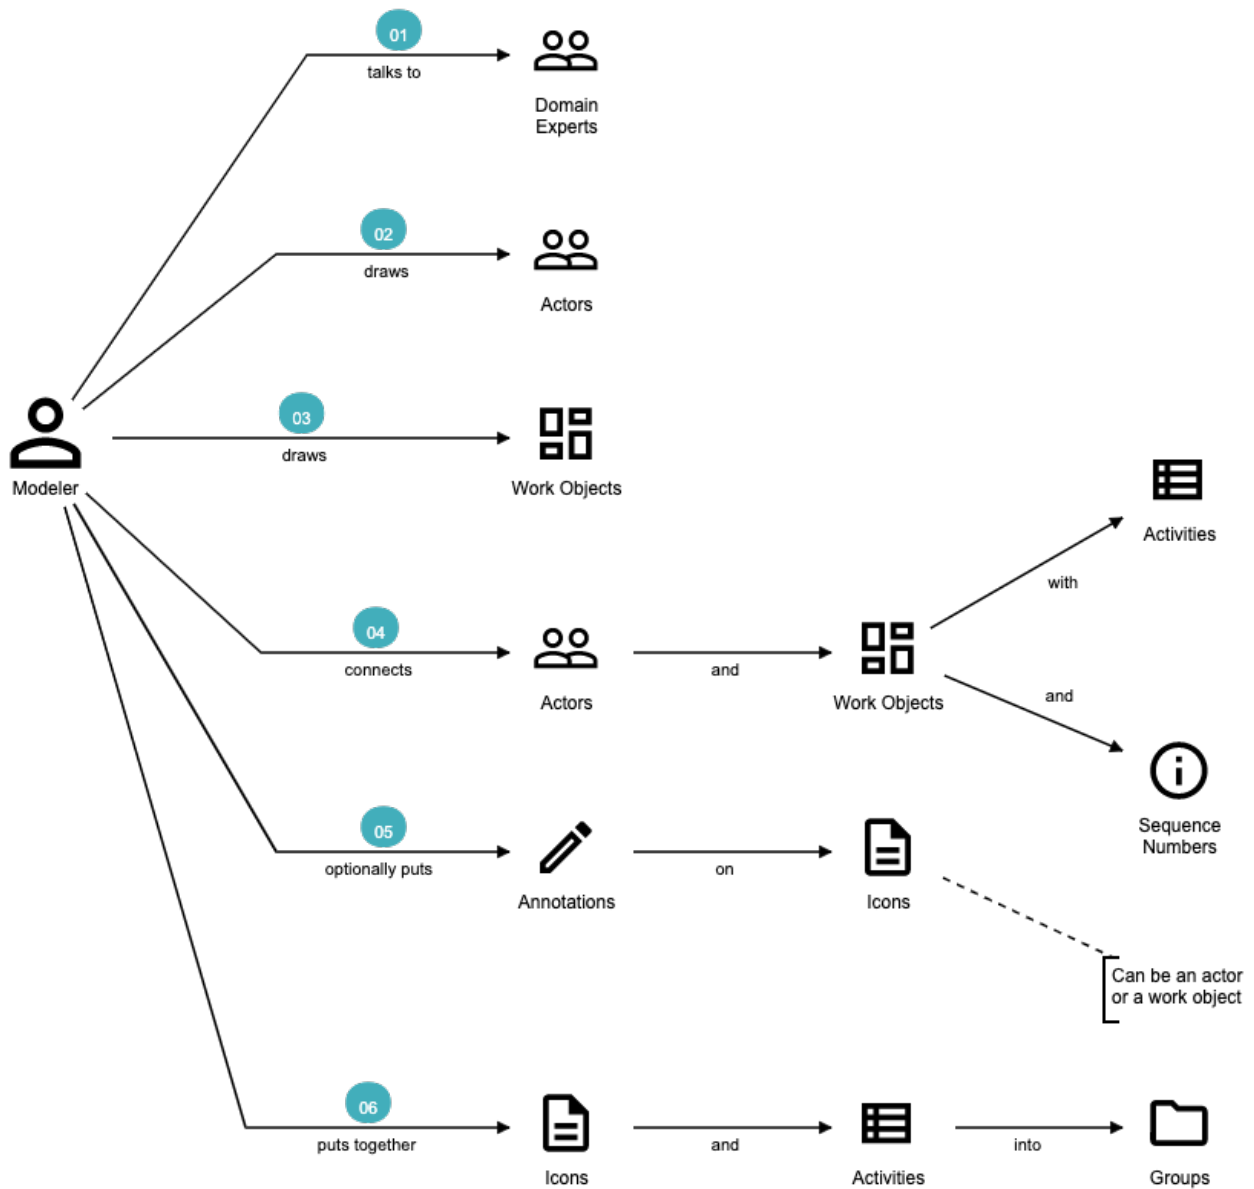 01
talks to
Domain
Experts
02
draws
Actors
03
draws
Work Objects
Modeler
Activities
with
04
connects
Actors
and
Work Objects
and
Sequence
Numbers
05
optionally puts
Annotations
on
Icons
Can be an actor
or a work object
06
puts together
Icons
and
Activities
into
Groups